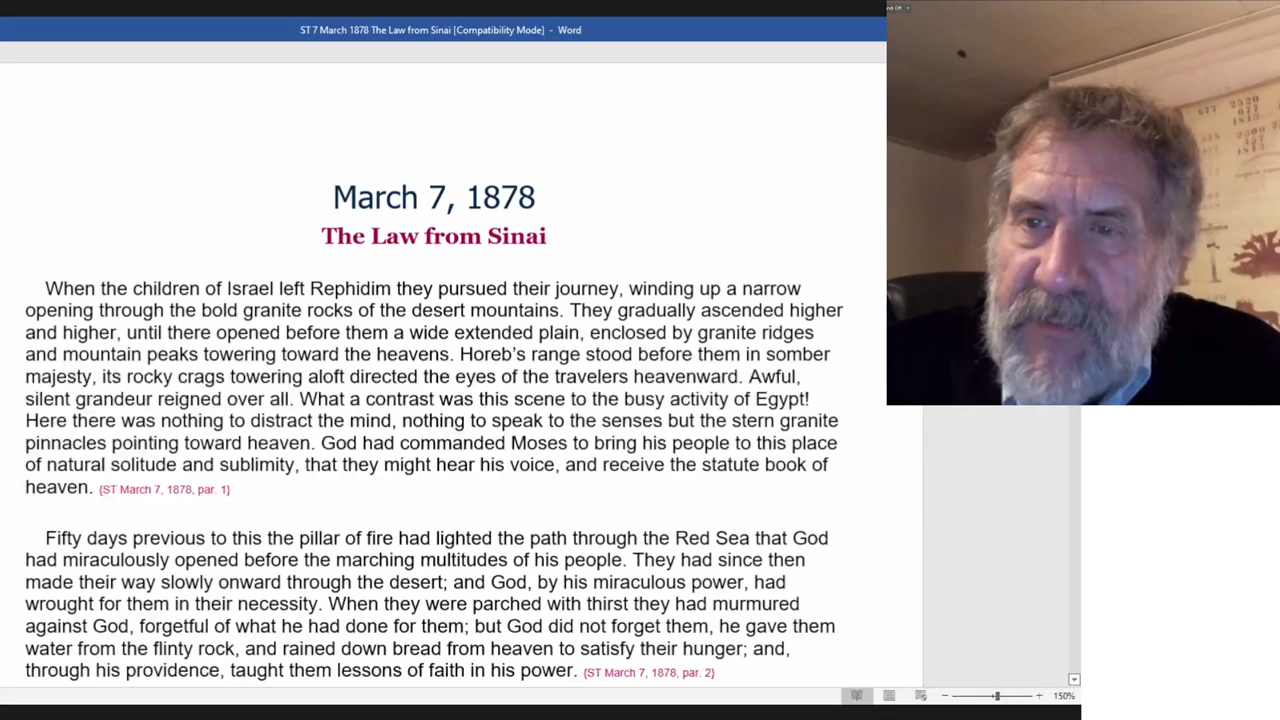 ST 7 March 1878 The Law from Sinai [Compatibility Mode] - Word
March 7, 1878
The Law from Sinai
When the children of Israel left Rephidim they pursued their journey, winding up a narrow
opening through the bold granite rocks of the desert mountains. They gradually ascended higher
and higher, until there opened before them a wide extended plain, enclosed by granite ridges
and mountain peaks towering toward the heavens. Horeb’s range stood before them in somber
majesty, its rocky crags towering aloft directed the eyes of the travelers heavenward. Awful,
silent grandeur reigned over all. What a contrast was this scene to the busy activity of Egypt!
Here there was nothing to distract the mind, nothing to speak to the senses but the stern granite
pinnacles pointing toward heaven. God had commanded Moses to bring his people to this place
of natural solitude and sublimity, that they might hear his voice, and receive the statute book of
heaven. {ST March 7, 1878, par. 1}
Fifty days previous to this the pillar of fire had lighted the path through the Red Sea that God
had miraculously opened before the marching multitudes of his people. They had since then
made their way slowly onward through the desert; and God, by his miraculous power, had
wrought for them in their necessity. When they were parched with thirst they had murmured
against God, forgetful of what he had done for them; but God did not forget them, he gave them
water from the flinty rock, and rained down bread from heaven to satisfy their hunger; and,
through his providence, taught them lessons of faith in his power. {ST March 7, 1878, par. 2}
150%
677 2520
677
1813
2300
457
1813